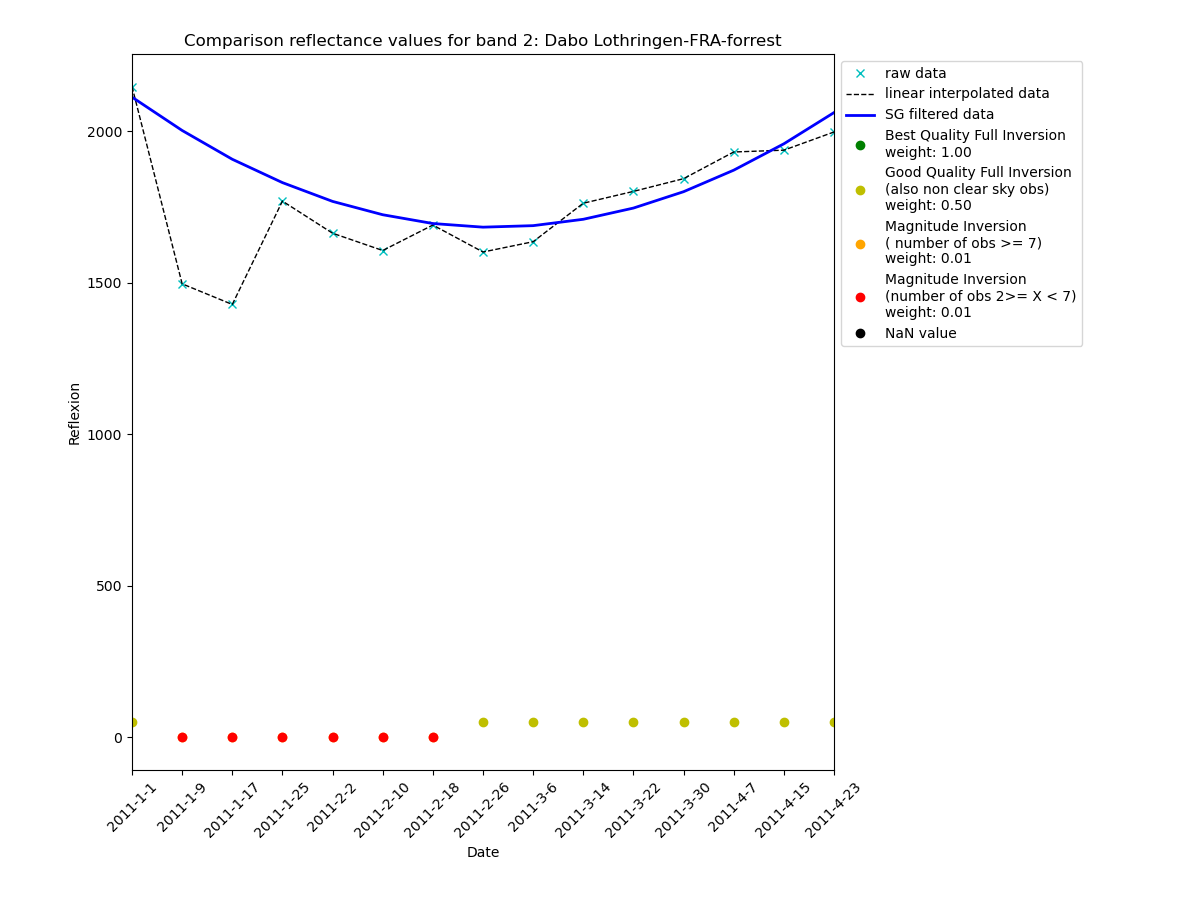 Comparison reflectance values for band 2: Dabo Lothringen-FRA-forrest
raw data
linear interpolated data
SG filtered data
Best Quality Full Inversion
weight: 1.00
Good Quality Full Inversion
(also non clear sky obs)
weight: 0.50
Magnitude Inversion
( number of obs >= 7)
weight: 0.01
Magnitude Inversion
(number of obs 2>= X < 7)
weight: 0.01
NaN value
2000
1500
1000
500
0
Reflexion
2011-1-1
2011-1-9
2011-1-17
2011-1-25
2011-2-2
2011-2-10
2011-2-18
2011-2-26
2011-3-6
2011-3-14
2011-3-22
2011-3-30
2011-4-7
2011-4-15
2011-4-23
Date